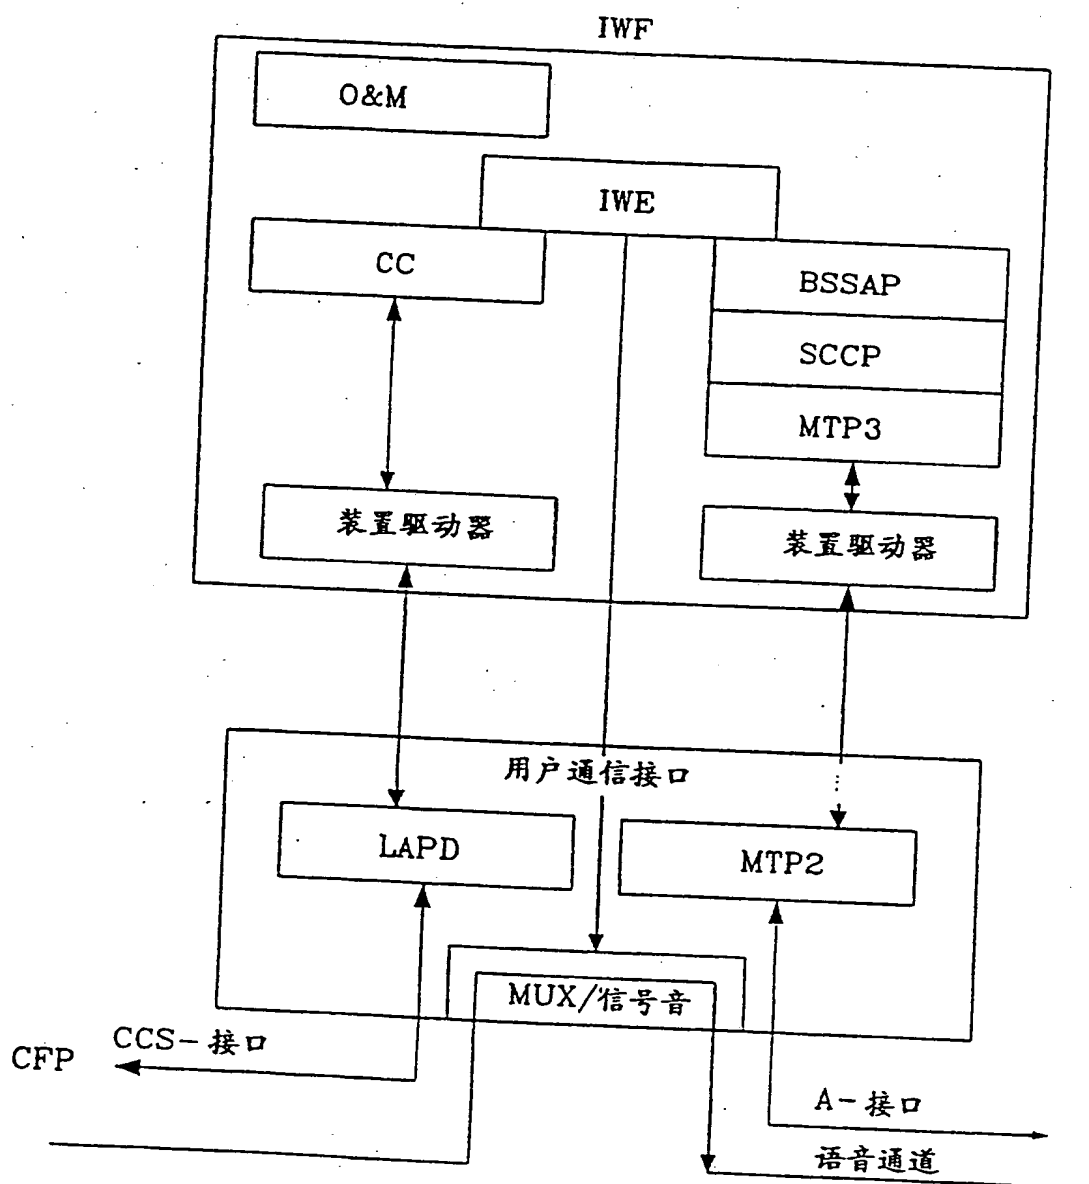 IWF
O&M
IWE
CC
BSSAP
SCCP
MTP3
装置驱动器
装置驱动器
用户通信接口
LAPD
MTP2
MUX/信号音
CCS-接口
CFP
A-接口
语音通道